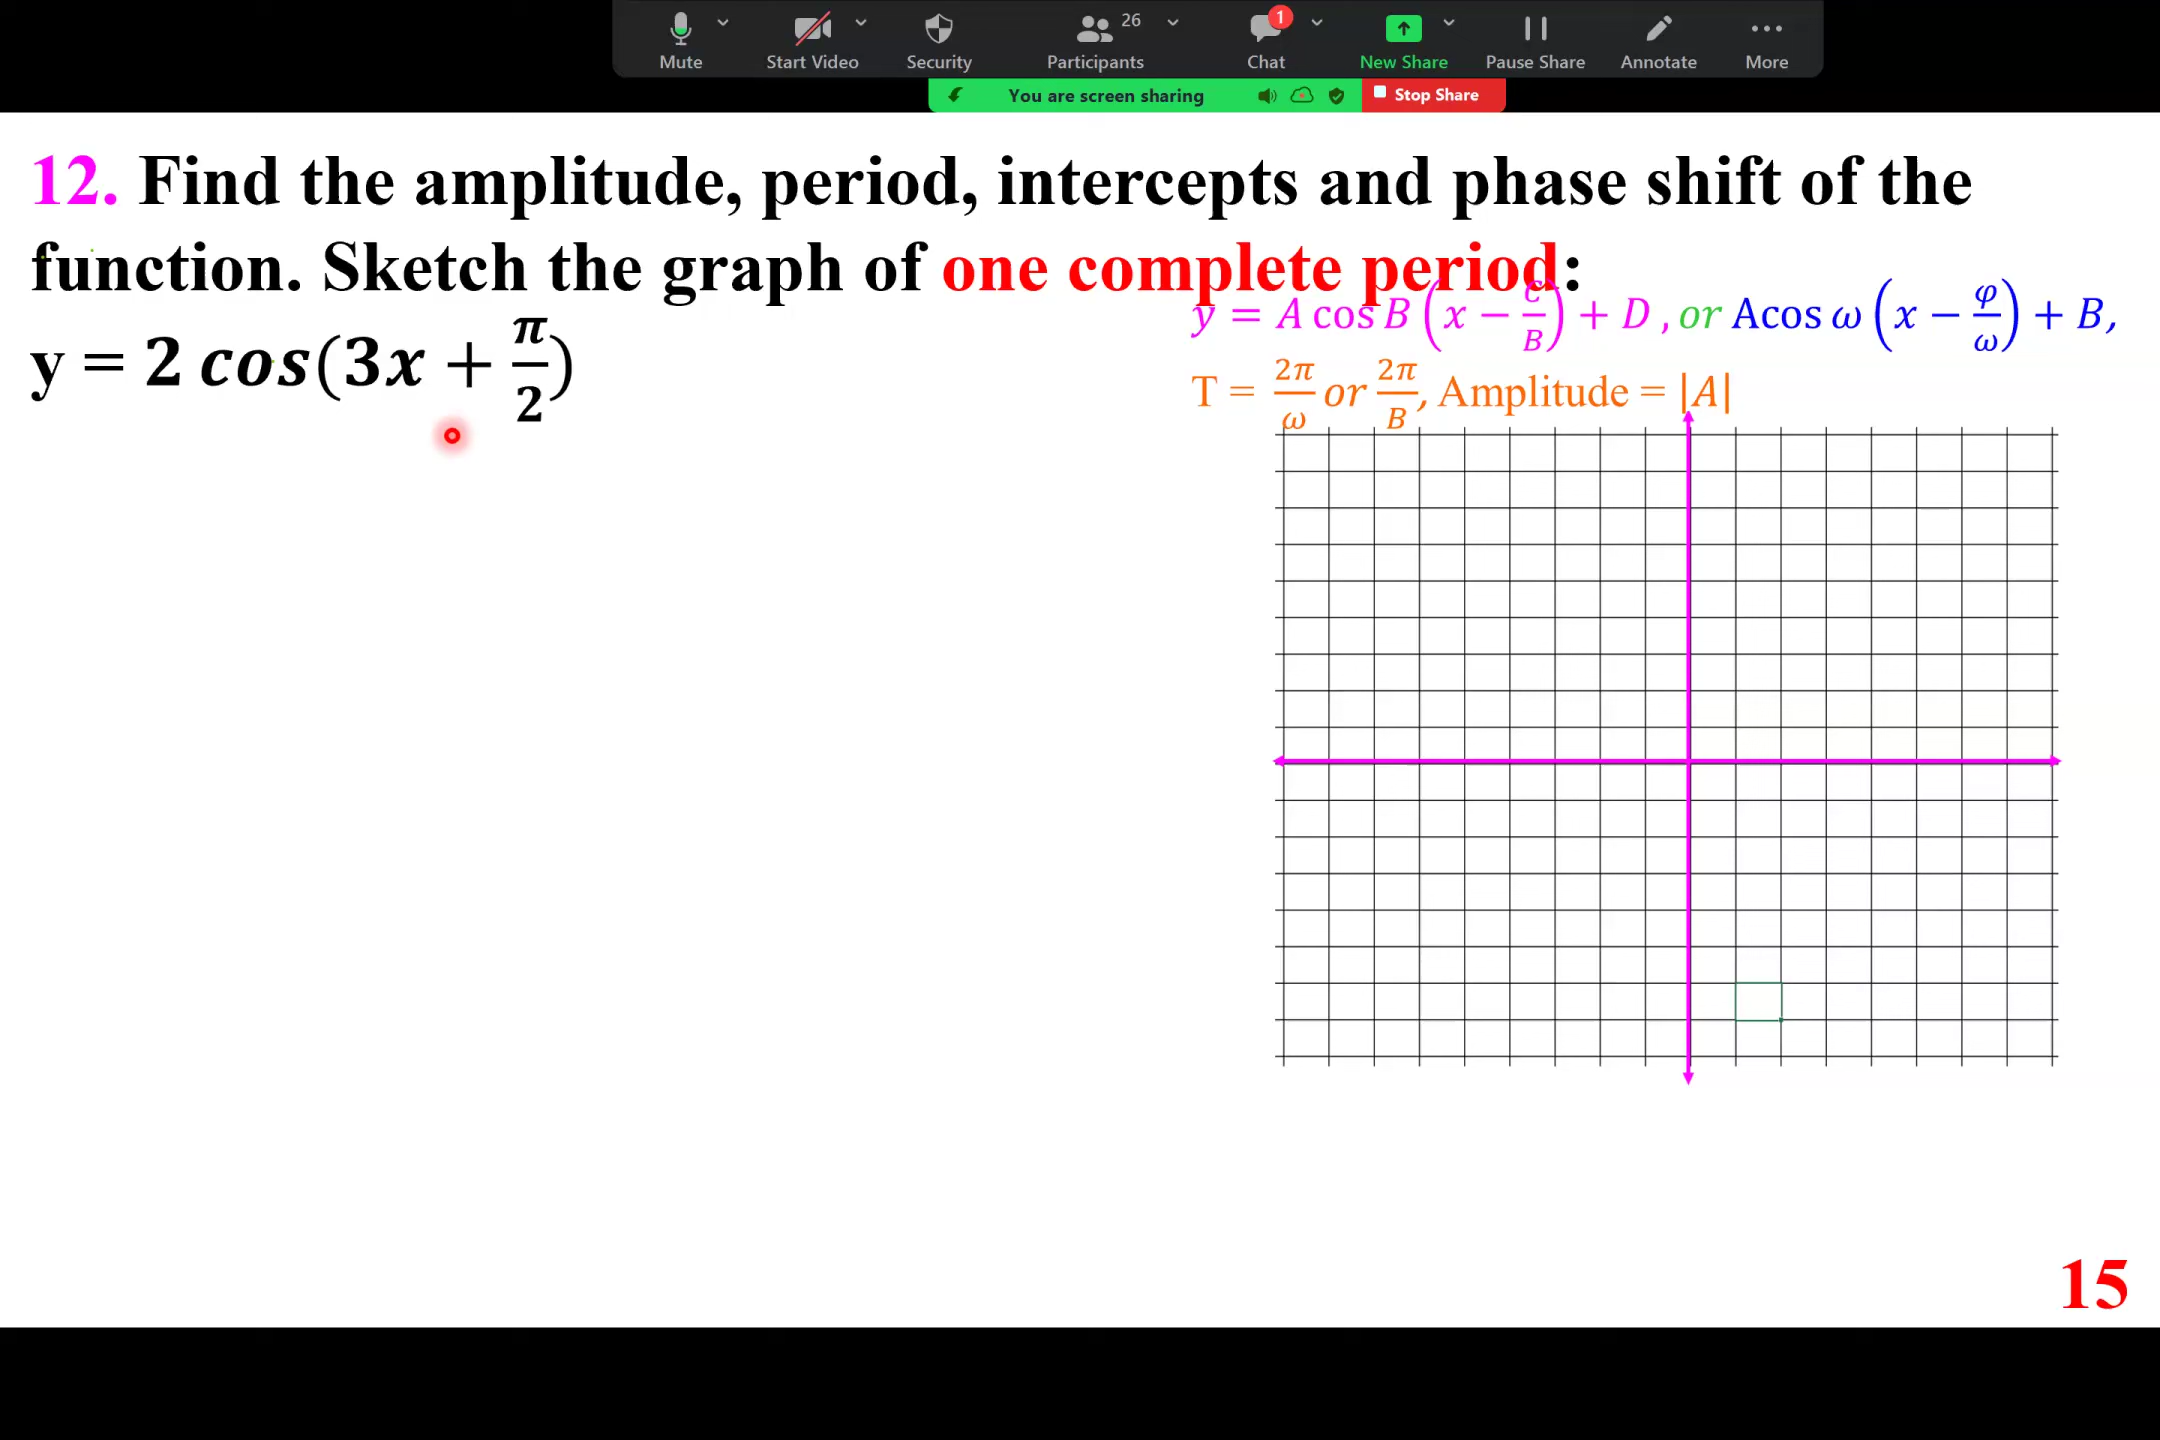 26
1
Mute Start Video Security Participants Chat New Share Pause Share Annotate More
You are screen sharing Stop Share
12. Find the amplitude, period, intercepts and phase shift of the
function. Sketch the graph of one complete period:
y = A cos B (x − C/B) + D , or Acos ω (x − φ/ω) + B,
y = 2 cos(3x + π/2)
T = 2π/ω or 2π/B, Amplitude = |A|
15